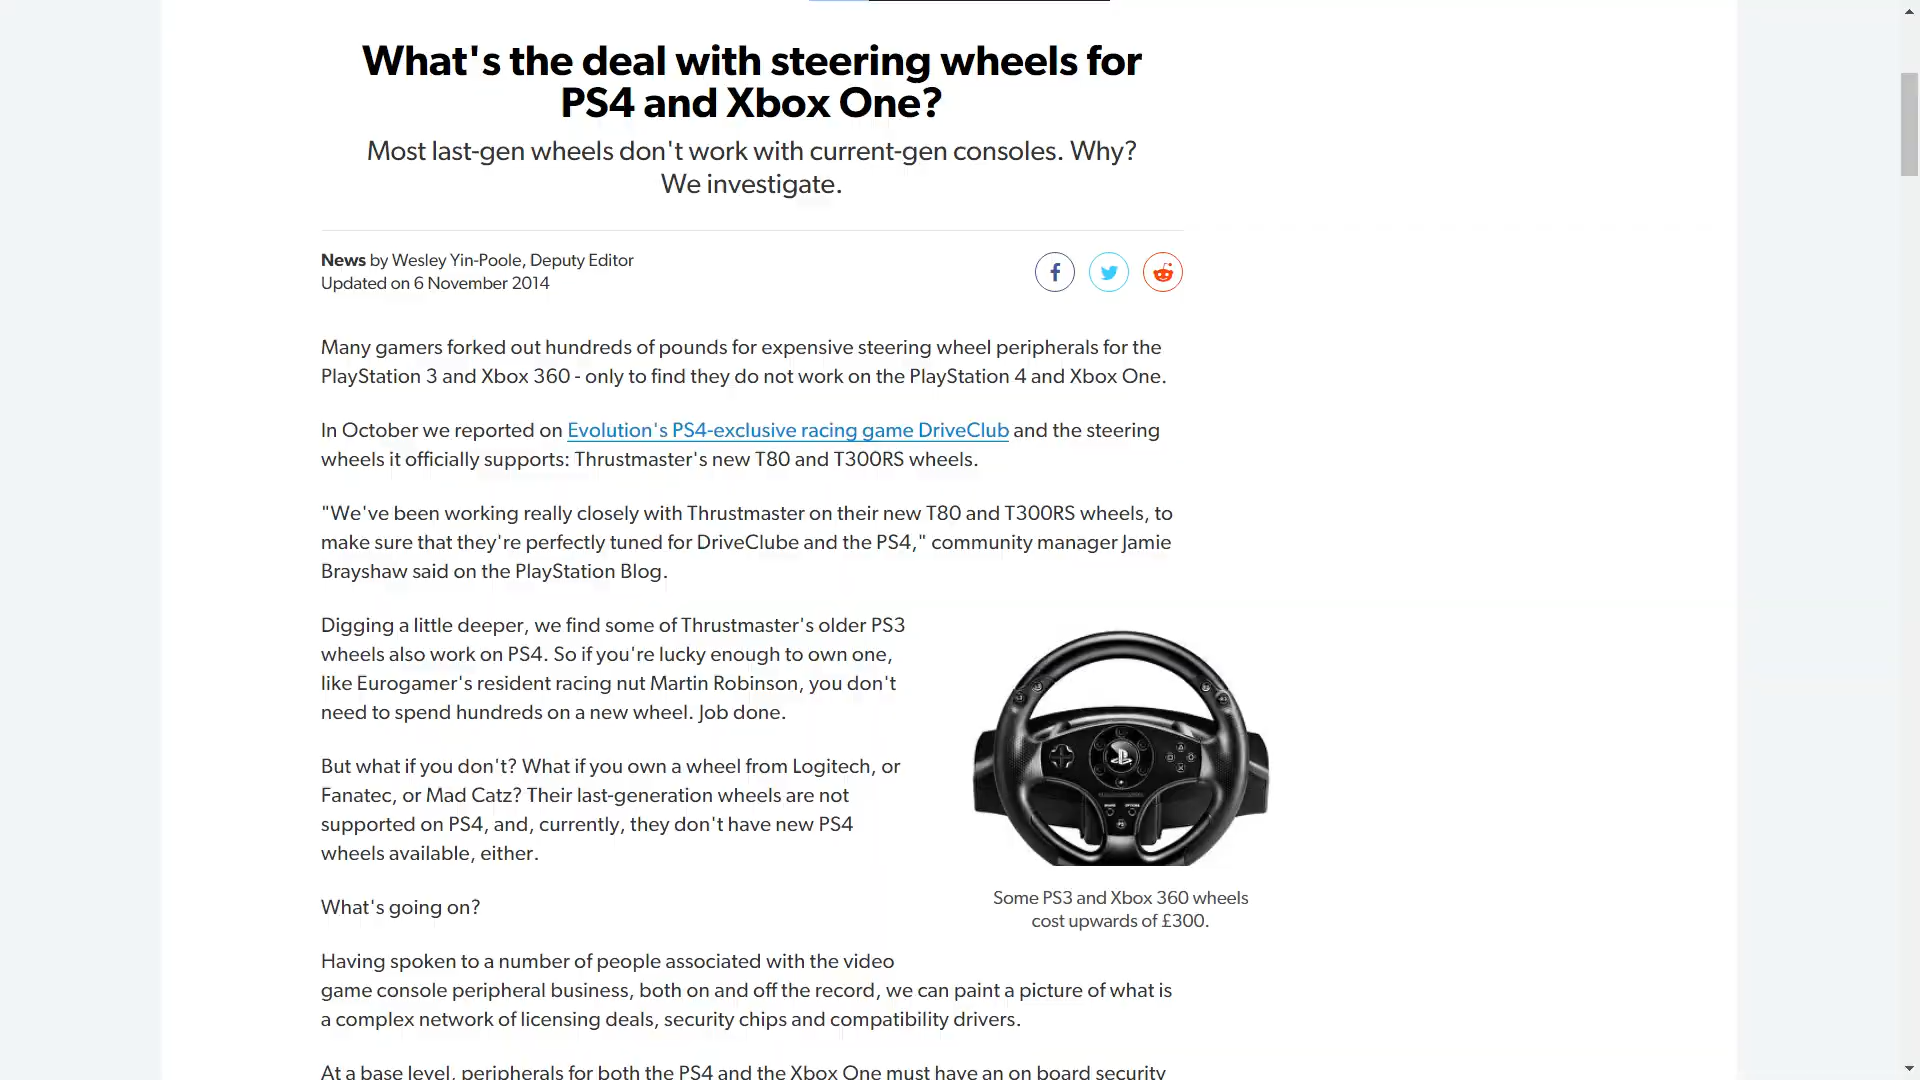 What's the deal with steering wheels for
PS4 and Xbox One?
Most last-gen wheels don't work with current-gen consoles. Why?
We investigate.
News by Wesley Yin-Poole, Deputy Editor
Updated on 6 November 2014
Many gamers forked out hundreds of pounds for expensive steering wheel peripherals for the
PlayStation 3 and Xbox 360 - only to find they do not work on the PlayStation 4 and Xbox One.
In October we reported on Evolution's PS4-exclusive racing game DriveClub and the steering
wheels it officially supports: Thrustmaster's new T80 and T300RS wheels.
"We've been working really closely with Thrustmaster on their new T80 and T300RS wheels, to
make sure that they're perfectly tuned for DriveClube and the PS4," community manager Jamie
Brayshaw said on the PlayStation Blog.
Digging a little deeper, we find some of Thrustmaster's older PS3
wheels also work on PS4. So if you're lucky enough to own one,
like Eurogamer's resident racing nut Martin Robinson, you don't
need to spend hundreds on a new wheel. Job done.
But what if you don't? What if you own a wheel from Logitech, or
Fanatec, or Mad Catz? Their last-generation wheels are not
supported on PS4, and, currently, they don't have new PS4
wheels available, either.
Some PS3 and Xbox 360 wheels
cost upwards of £300.
What's going on?
Having spoken to a number of people associated with the video
game console peripheral business, both on and off the record, we can paint a picture of what is
a complex network of licensing deals, security chips and compatibility drivers.
At a base level, peripherals for both the PS4 and the Xbox One must have an on board security